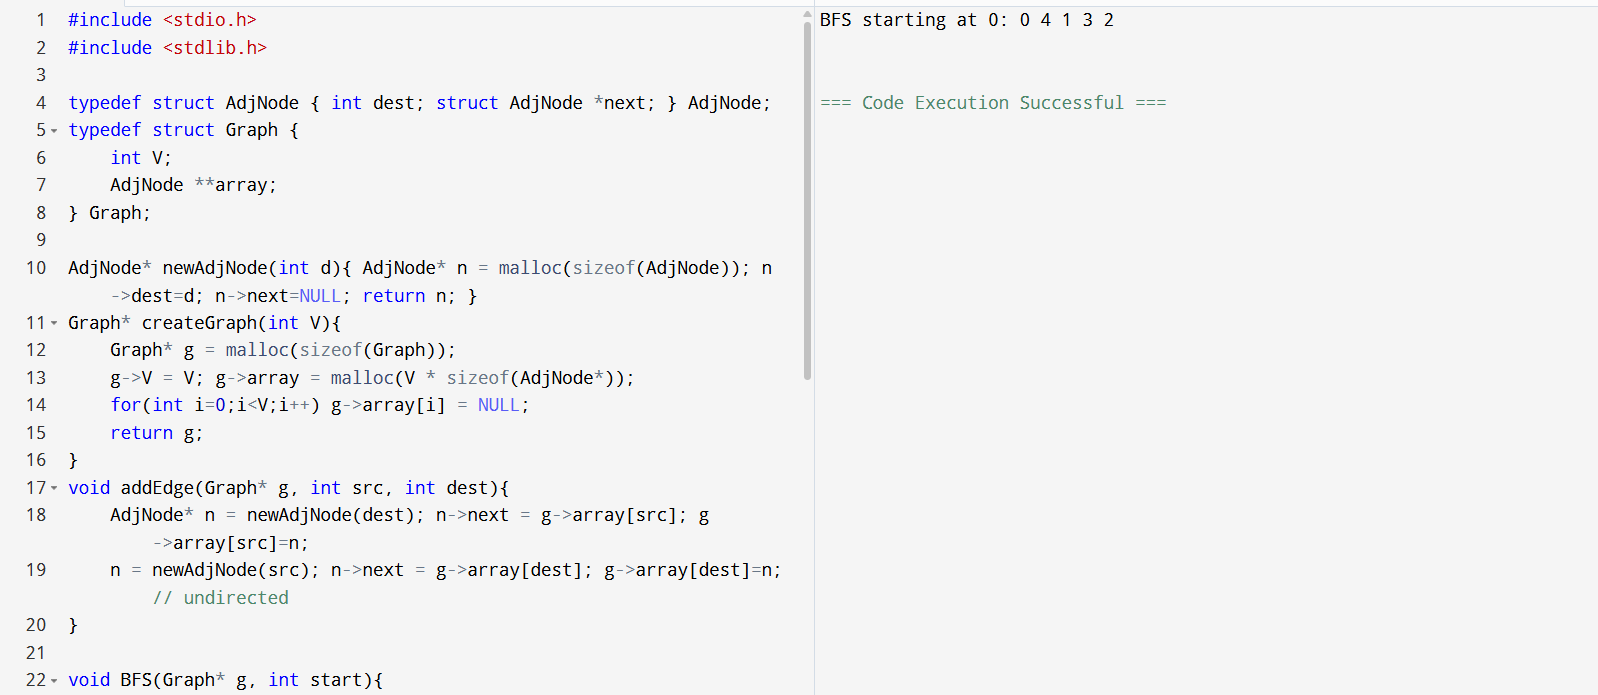 1 #include <stdio.h>
2 #include <stdlib.h>
3
4 typedef struct AdjNode { int dest; struct AdjNode *next; } AdjNode;
5 typedef struct Graph {
6     int V;
7     AdjNode **array;
8 } Graph;
9
10 AdjNode* newAdjNode(int d){ AdjNode* n = malloc(sizeof(AdjNode)); n
        ->dest=d; n->next=NULL; return n; }
11 Graph* createGraph(int V){
12     Graph* g = malloc(sizeof(Graph));
13     g->V = V; g->array = malloc(V * sizeof(AdjNode*));
14     for(int i=0;i<V;i++) g->array[i] = NULL;
15     return g;
16 }
17 void addEdge(Graph* g, int src, int dest){
18     AdjNode* n = newAdjNode(dest); n->next = g->array[src]; g
        ->array[src]=n;
19     n = newAdjNode(src); n->next = g->array[dest]; g->array[dest]=n;
        // undirected
20 }
21
22 void BFS(Graph* g, int start){
BFS starting at 0: 0 4 1 3 2
=== Code Execution Successful ===